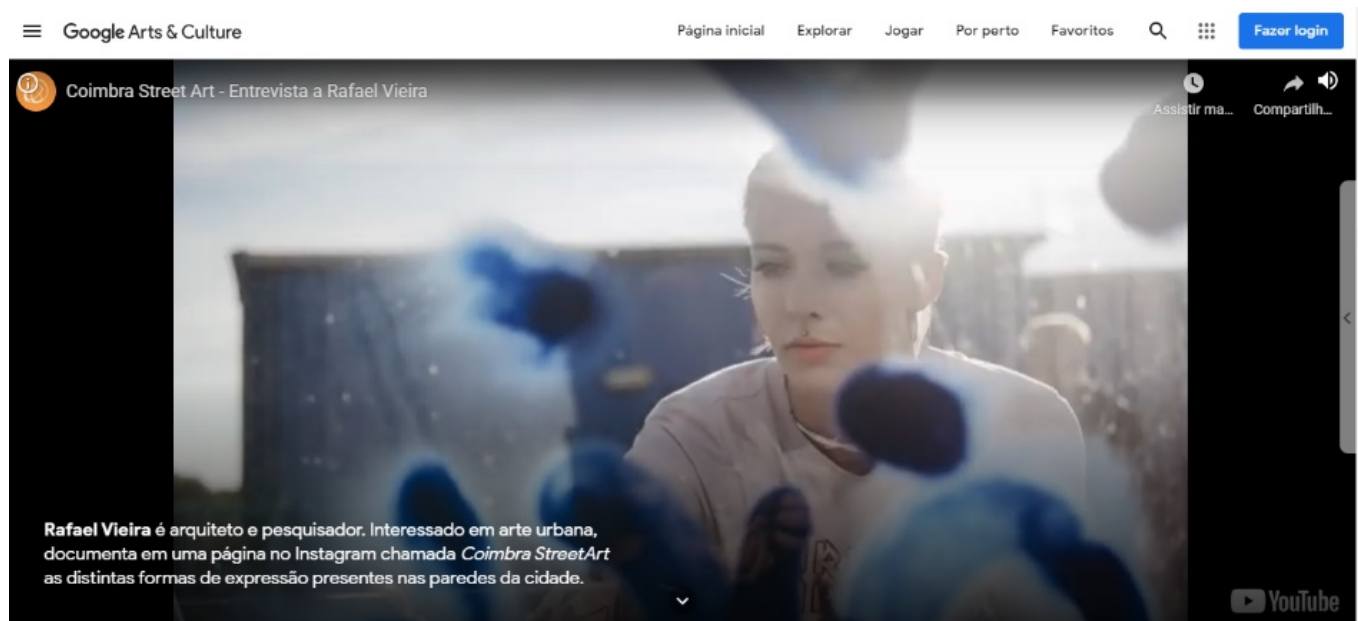 Google Arts & Culture
Página inicial Explorar Jogar Por perto Favoritos Fazer login
Coimbra Street Art - Entrevista a Rafael Vieira
Assistir ma... Compartilh...
Rafael Vieira é arquiteto e pesquisador. Interessado em arte urbana,
documenta em uma página no Instagram chamada Coimbra StreetArt
as distintas formas de expressão presentes nas paredes da cidade.
YouTube